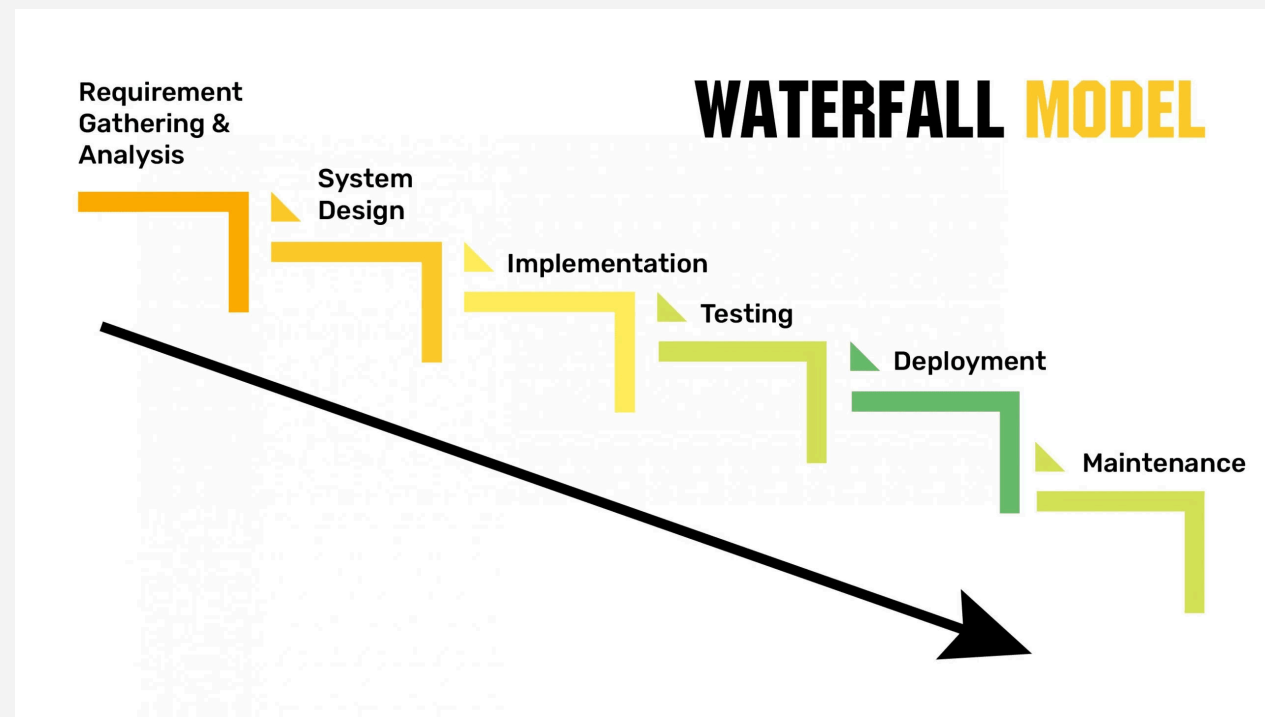 WATERFALL MODEL
Requirement
Gathering &
Analysis
System
Design
Implementation
Testing
Deployment
Maintenance